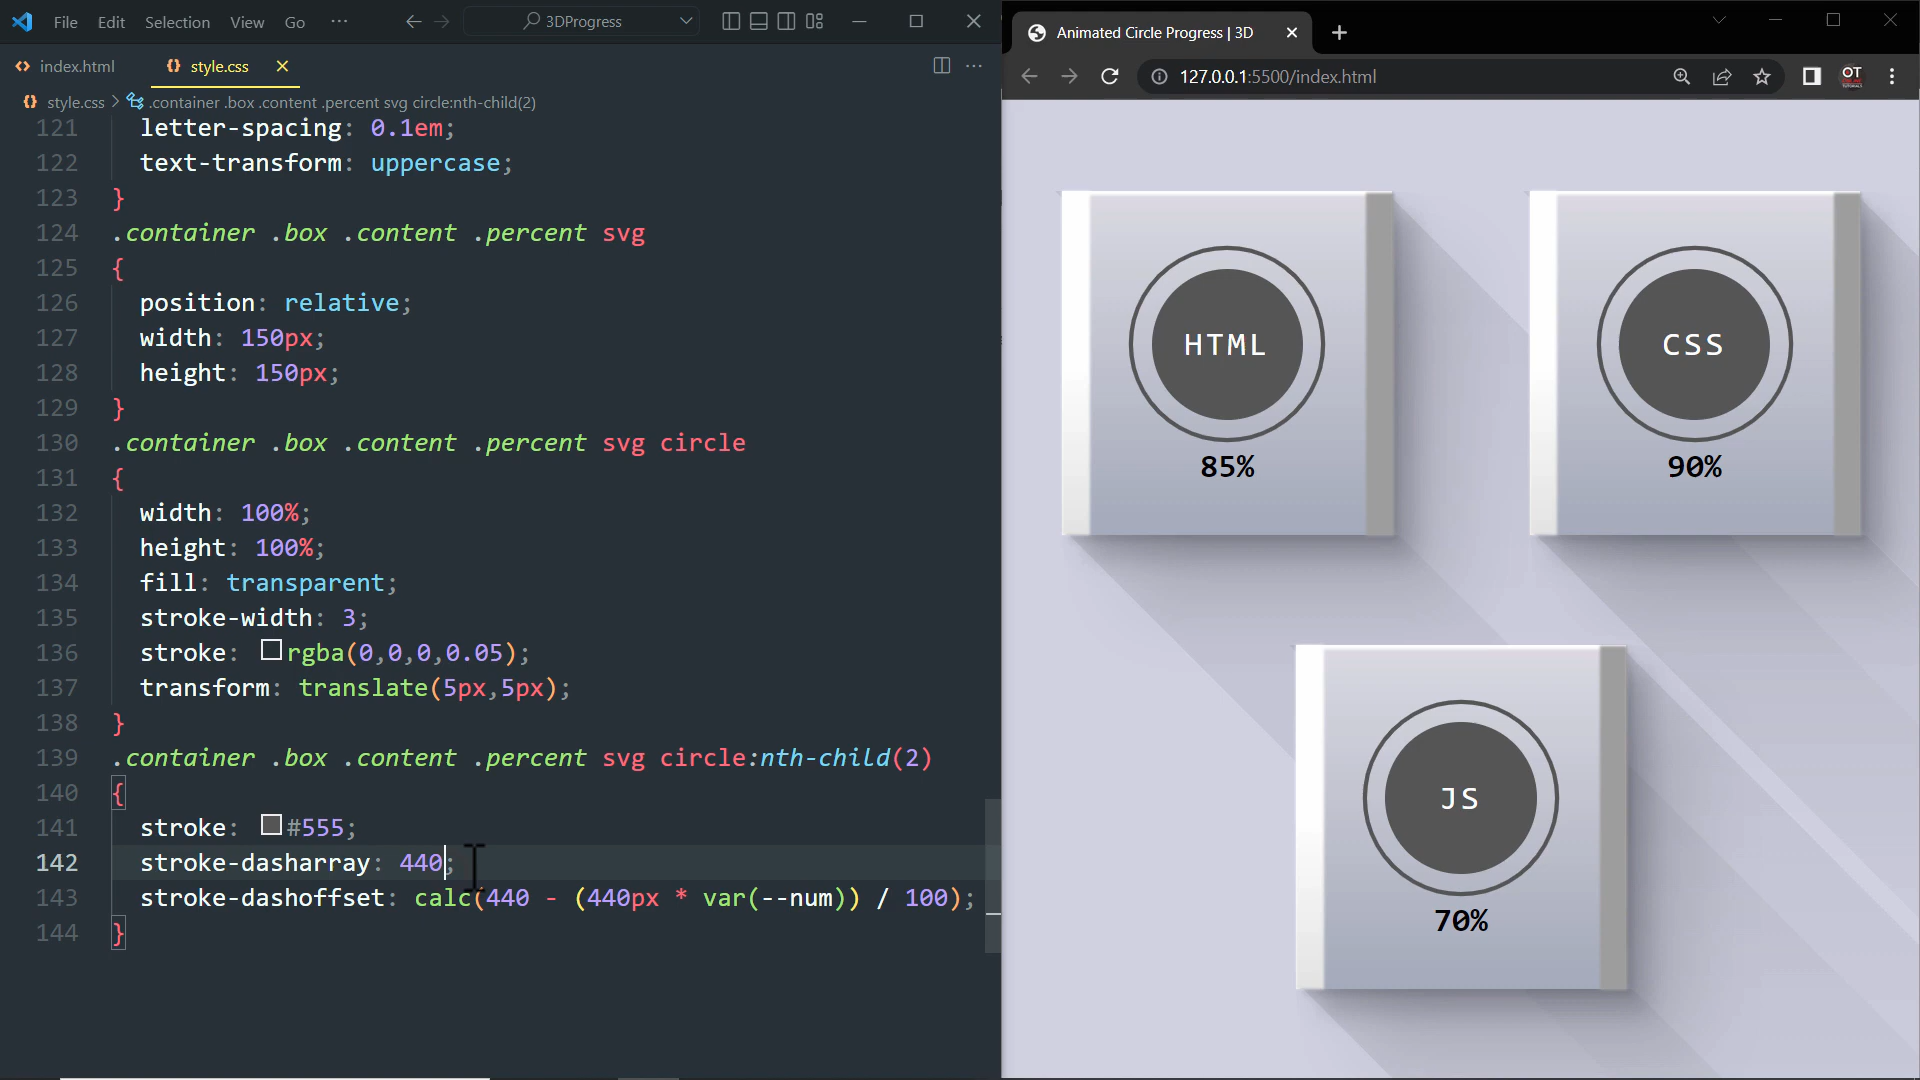 File Edit Selection View Go ··· 3DProgress
index.html style.css
style.css > .container .box .content .percent svg circle:nth-child(2)
121 letter-spacing: 0.1em;
122 text-transform: uppercase;
123 }
124 .container .box .content .percent svg
125 {
126 position: relative;
127 width: 150px;
128 height: 150px;
129 }
130 .container .box .content .percent svg circle
131 {
132 width: 100%;
133 height: 100%;
134 fill: transparent;
135 stroke-width: 3;
136 stroke: rgba(0,0,0,0.05);
137 transform: translate(5px,5px);
138 }
139 .container .box .content .percent svg circle:nth-child(2)
140 {
141 stroke: #555;
142 stroke-dasharray: 440;
143 stroke-dashoffset: calc(440 - (440px * var(--num)) / 100);
144 }
Animated Circle Progress | 3D
127.0.0.1:5500/index.html
OT
HTML
85%
CSS
90%
JS
70%